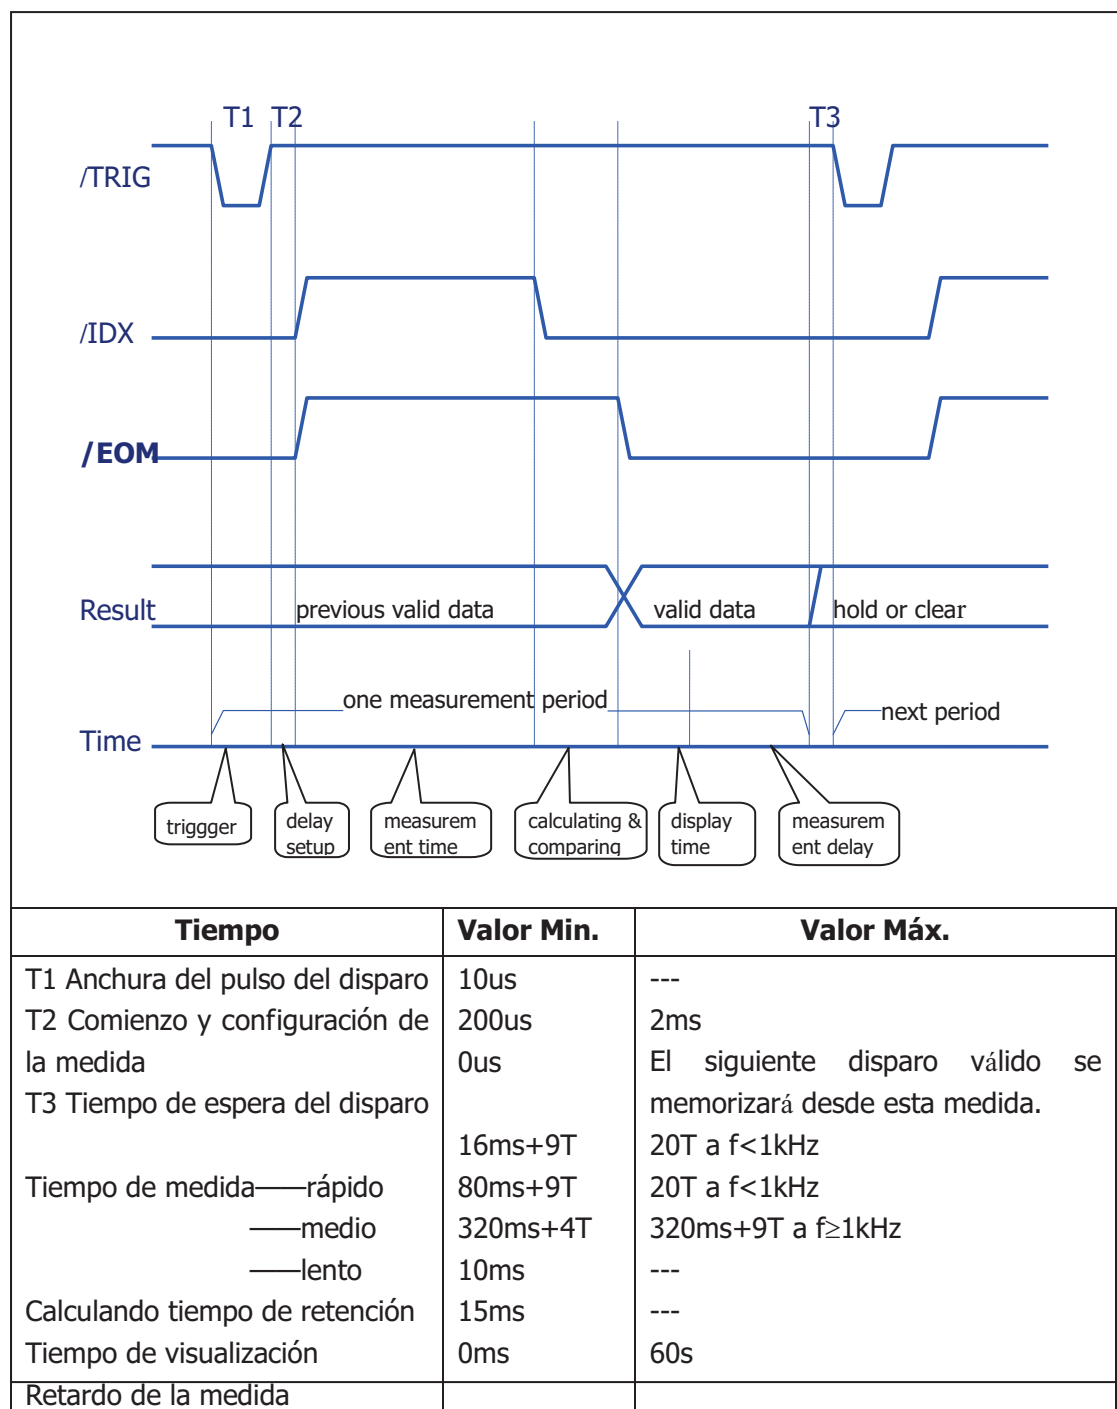 T1 T2 T3
/TRIG
/IDX
/EOM
Result previous valid data valid data hold or clear
one measurement period next period
Time
triggger
delay
setup
measurem
ent time
calculating &
comparing
display
time
measurem
ent delay
Tiempo Valor Min. Valor Máx.
T1 Anchura del pulso del disparo 10us ---
T2 Comienzo y configuración de 200us 2ms
la medida 0us El siguiente disparo válido se
T3 Tiempo de espera del disparo memorizará desde esta medida.
16ms+9T 20T a f<1kHz
Tiempo de medida——rápido 80ms+9T 20T a f<1kHz
——medio 320ms+4T 320ms+9T a f≥1kHz
——lento 10ms ---
Calculando tiempo de retención 15ms ---
Tiempo de visualización 0ms 60s
Retardo de la medida